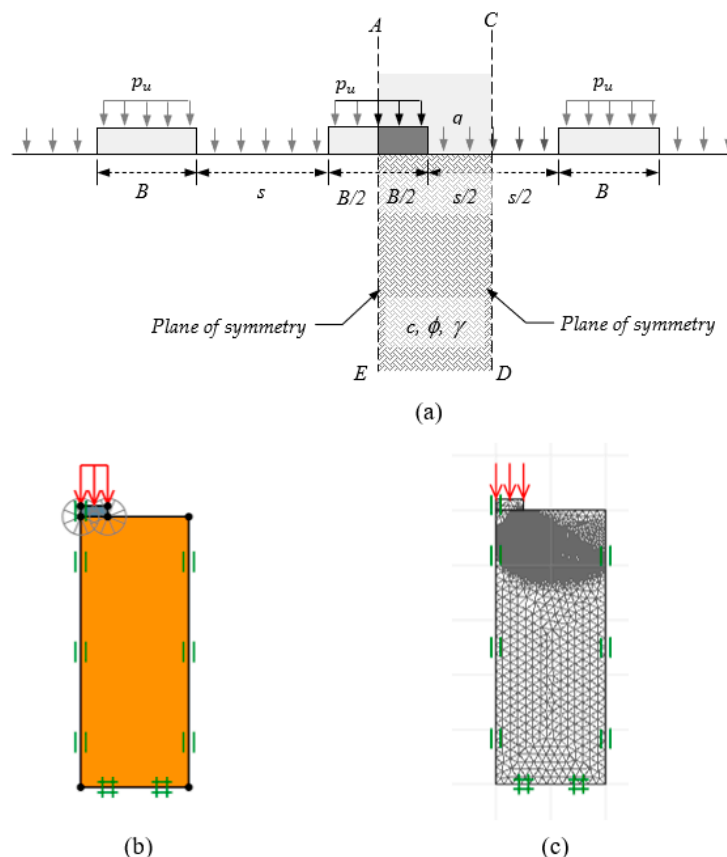 A C
p_u p_u p_u
q
B s B/2 B/2 s/2 s/2 B
Plane of symmetry Plane of symmetry
c, ϕ, γ
E D
(a)
(b) (c)